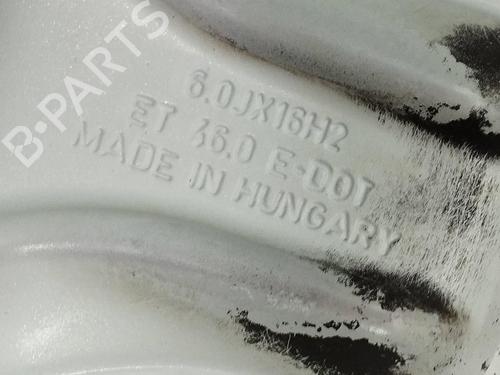 B-PARTS
6.0JX16H2
ET 46.0 E-DOT
MADE IN HUNGARY